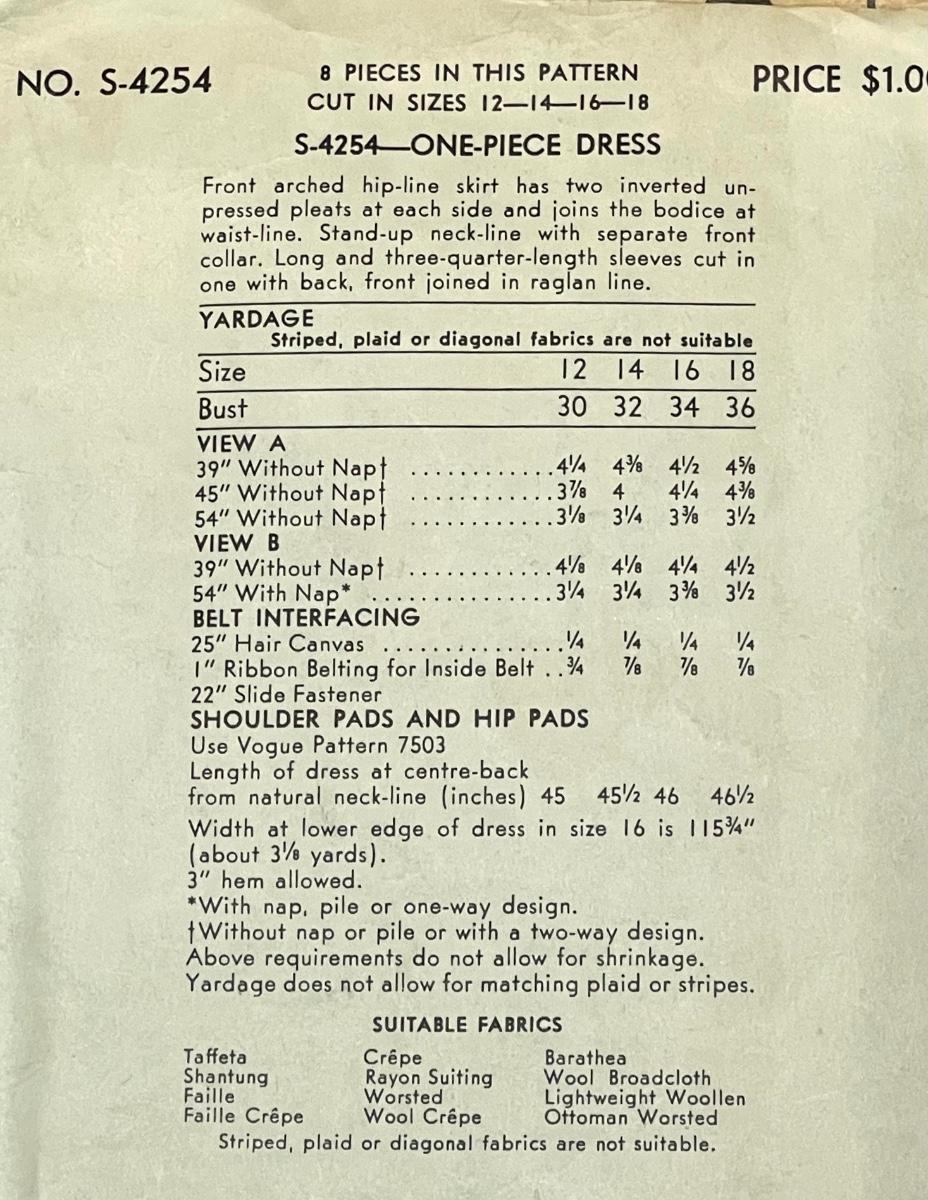 NO. S-4254
8 PIECES IN THIS PATTERN
PRICE $1.00
CUT IN SIZES 12—14—16—18
S-4254—ONE-PIECE DRESS
Front arched hip-line skirt has two inverted un-
pressed pleats at each side and joins the bodice at
waist-line. Stand-up neck-line with separate front
collar. Long and three-quarter-length sleeves cut in
one with back, front joined in raglan line.
YARDAGE
Striped, plaid or diagonal fabrics are not suitable
Size 12 14 16 18
Bust 30 32 34 36
VIEW A
39" Without Nap† ............4¼ 4⅜ 4½ 4⅝
45" Without Nap† ............3⅞ 4 4¼ 4⅜
54" Without Nap† ............3⅛ 3¼ 3⅜ 3½
VIEW B
39" Without Nap† ............4⅛ 4⅛ 4¼ 4½
54" With Nap* ...............3¼ 3¼ 3⅜ 3½
BELT INTERFACING
25" Hair Canvas ...............¼ ¼ ¼ ¼
1" Ribbon Belting for Inside Belt ..¾ ⅞ ⅞ ⅞
22" Slide Fastener
SHOULDER PADS AND HIP PADS
Use Vogue Pattern 7503
Length of dress at centre-back
from natural neck-line (inches) 45 45½ 46 46½
Width at lower edge of dress in size 16 is 115¾"
(about 3⅛ yards).
3" hem allowed.
*With nap, pile or one-way design.
†Without nap or pile or with a two-way design.
Above requirements do not allow for shrinkage.
Yardage does not allow for matching plaid or stripes.
SUITABLE FABRICS
Taffeta Crêpe Barathea
Shantung Rayon Suiting Wool Broadcloth
Faille Worsted Lightweight Woollen
Faille Crêpe Wool Crêpe Ottoman Worsted
Striped, plaid or diagonal fabrics are not suitable.